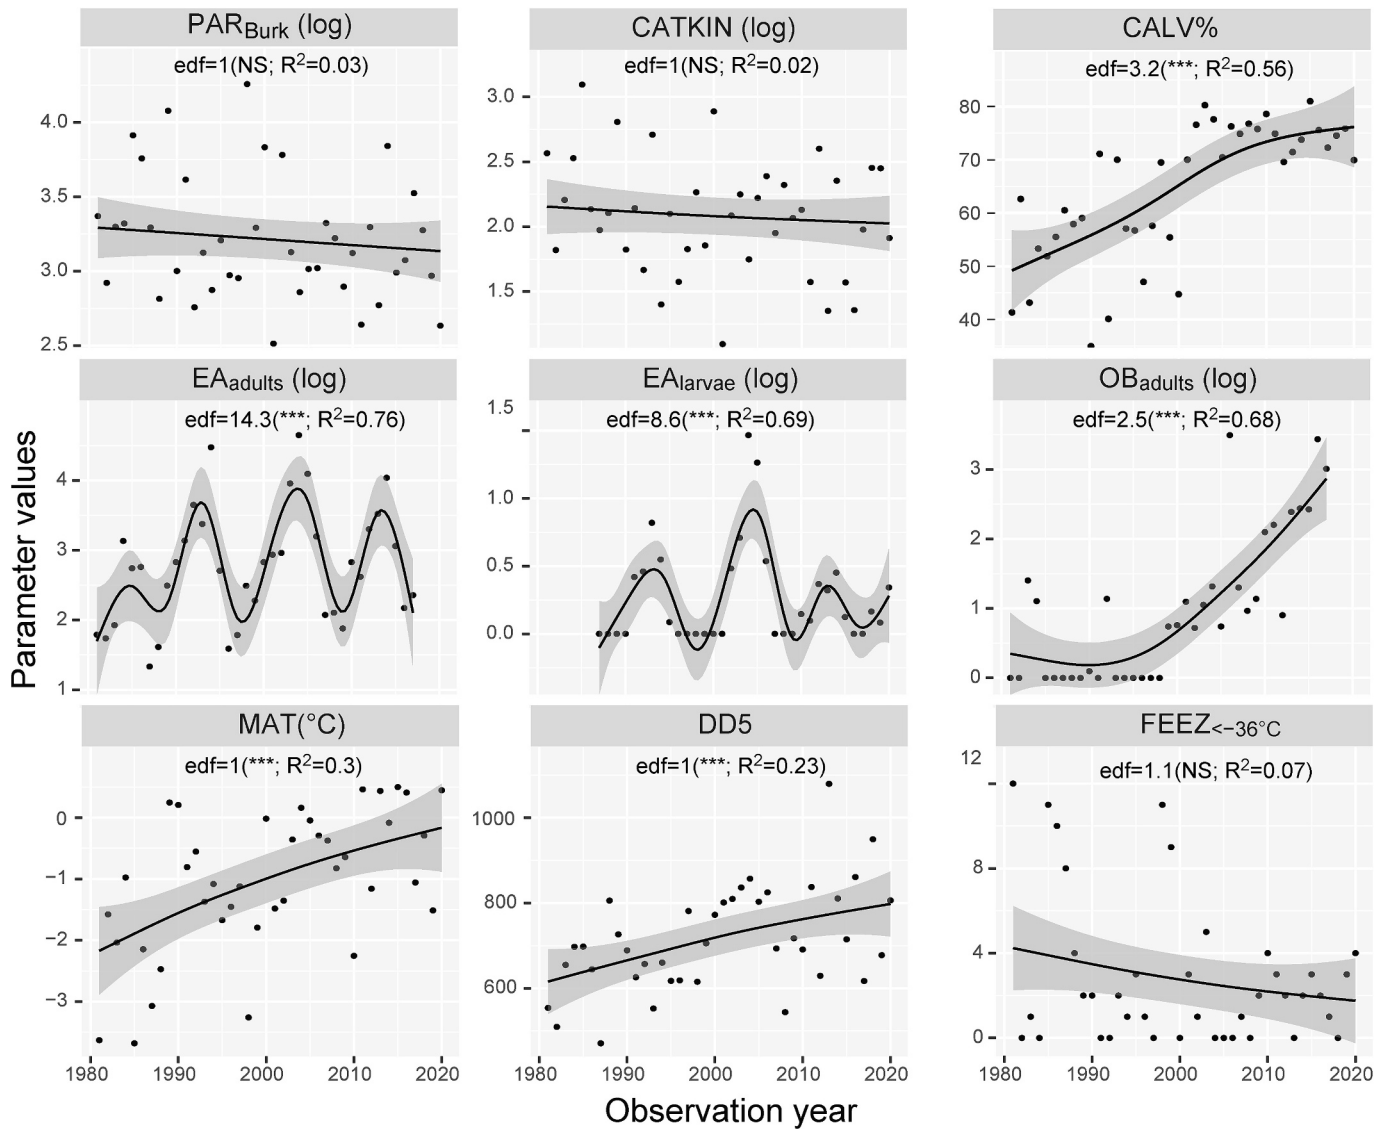 PARBurk (log)
edf=1(NS; R2=0.03)
4.0
3.5
3.0
2.5
CATKIN (log)
edf=1(NS; R2=0.02)
3.0
2.5
2.0
1.5
CALV%
edf=3.2(***; R2=0.56)
80
70
60
50
40
EAadults (log)
edf=14.3(***; R2=0.76)
4
3
2
1
EAlarvae (log)
edf=8.6(***; R2=0.69)
1.5
1.0
0.5
0.0
OBadults (log)
edf=2.5(***; R2=0.68)
3
2
1
0
MAT(°C)
edf=1(***; R2=0.3)
0
−1
−2
−3
1980 1990 2000 2010 2020
DD5
edf=1(***; R2=0.23)
1000
800
600
1980 1990 2000 2010 2020
FEEZ<−36°C
edf=1.1(NS; R2=0.07)
12
8
4
0
1980 1990 2000 2010 2020
Parameter values
Observation year